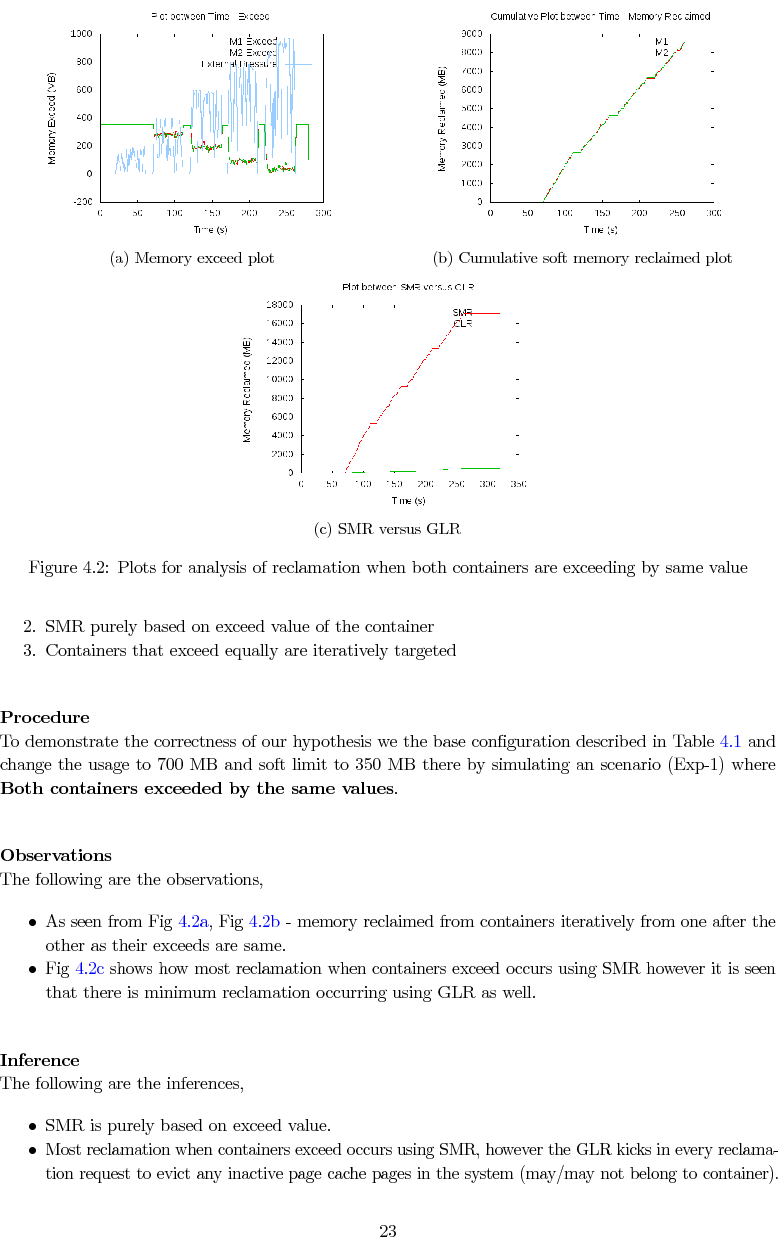 Plot between Time - Exceed
M1 Exceed
M2 Exceed
External Pressure
1000
800
600
400
200
0
-200
Memory Exceed (MB)
0 50 100 150 200 250 300
Time (s)
(a) Memory exceed plot
Cumulative Plot between Time - Memory Reclaimed
M1
M2
9000
8000
7000
6000
5000
4000
3000
2000
1000
0
Memory Reclaimed (MB)
0 50 100 150 200 250 300
Time (s)
(b) Cumulative soft memory reclaimed plot
Plot between SMR versus GLR
SMR
GLR
18000
16000
14000
12000
10000
8000
6000
4000
2000
0
Memory Reclaimed (MB)
0 50 100 150 200 250 300 350
Time (s)
(c) SMR versus GLR
Figure 4.2: Plots for analysis of reclamation when both containers are exceeding by same value
2. SMR purely based on exceed value of the container
3. Containers that exceed equally are iteratively targeted
Procedure
To demonstrate the correctness of our hypothesis we the base configuration described in Table 4.1 and
change the usage to 700 MB and soft limit to 350 MB there by simulating an scenario (Exp-1) where
Both containers exceeded by the same values.
Observations
The following are the observations,
• As seen from Fig 4.2a, Fig 4.2b - memory reclaimed from containers iteratively from one after the
other as their exceeds are same.
• Fig 4.2c shows how most reclamation when containers exceed occurs using SMR however it is seen
that there is minimum reclamation occurring using GLR as well.
Inference
The following are the inferences,
• SMR is purely based on exceed value.
• Most reclamation when containers exceed occurs using SMR, however the GLR kicks in every reclama-
tion request to evict any inactive page cache pages in the system (may/may not belong to container).
23